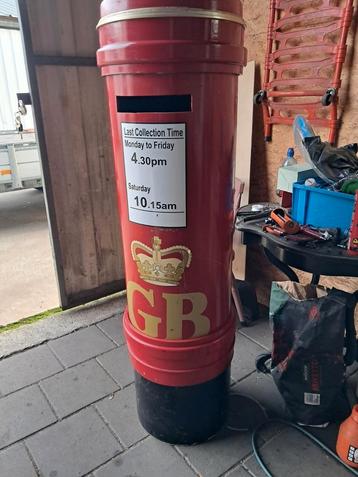 Last Collection Time
Monday to Friday
4.30pm
Saturday
10.15am
GB